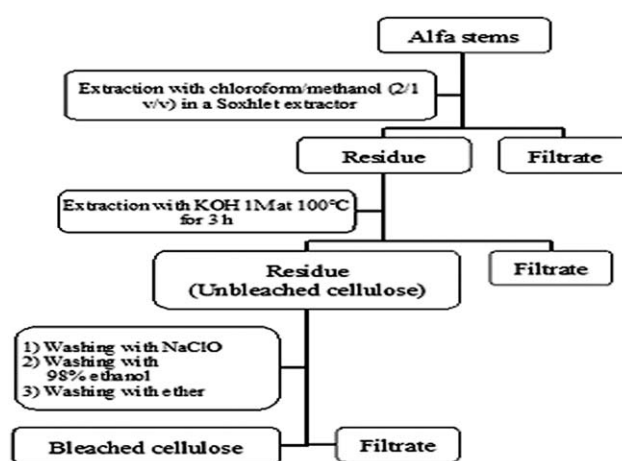 Alfa stems
Extraction with chloroform/methanol (2/1
v/v) in a Soxhlet extractor
Residue
Filtrate
Extraction with KOH 1M at 100°C
for 3 h
Residue
(Unbleached cellulose)
Filtrate
1) Washing with NaClO
2) Washing with
98% ethanol
3) Washing with ether
Bleached cellulose
Filtrate